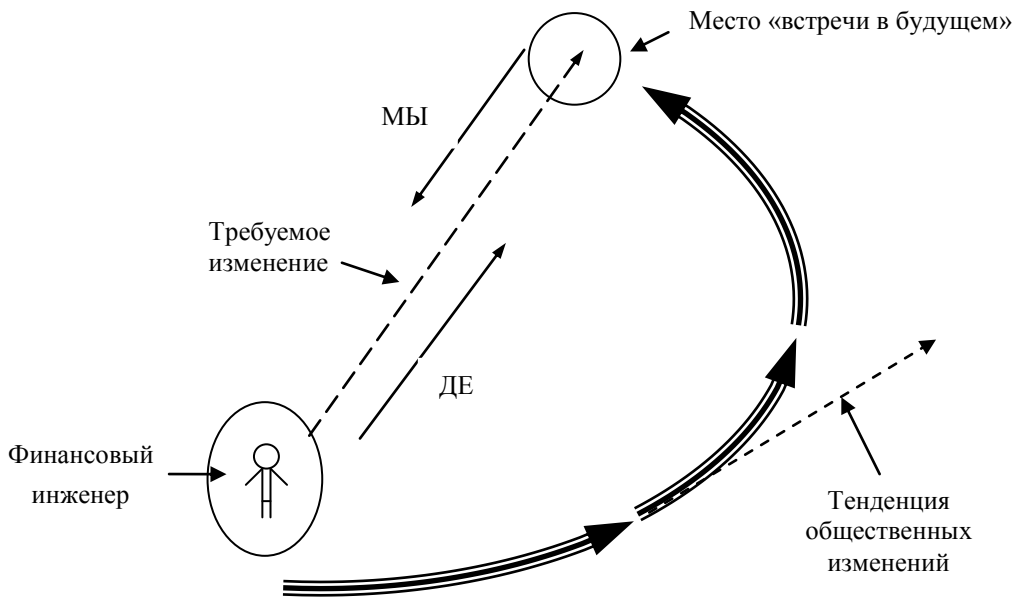 Место «встречи в будущем»
МЫ
Требуемое
изменение
ДЕ
Финансовый
инженер
Тенденция
общественных
изменений